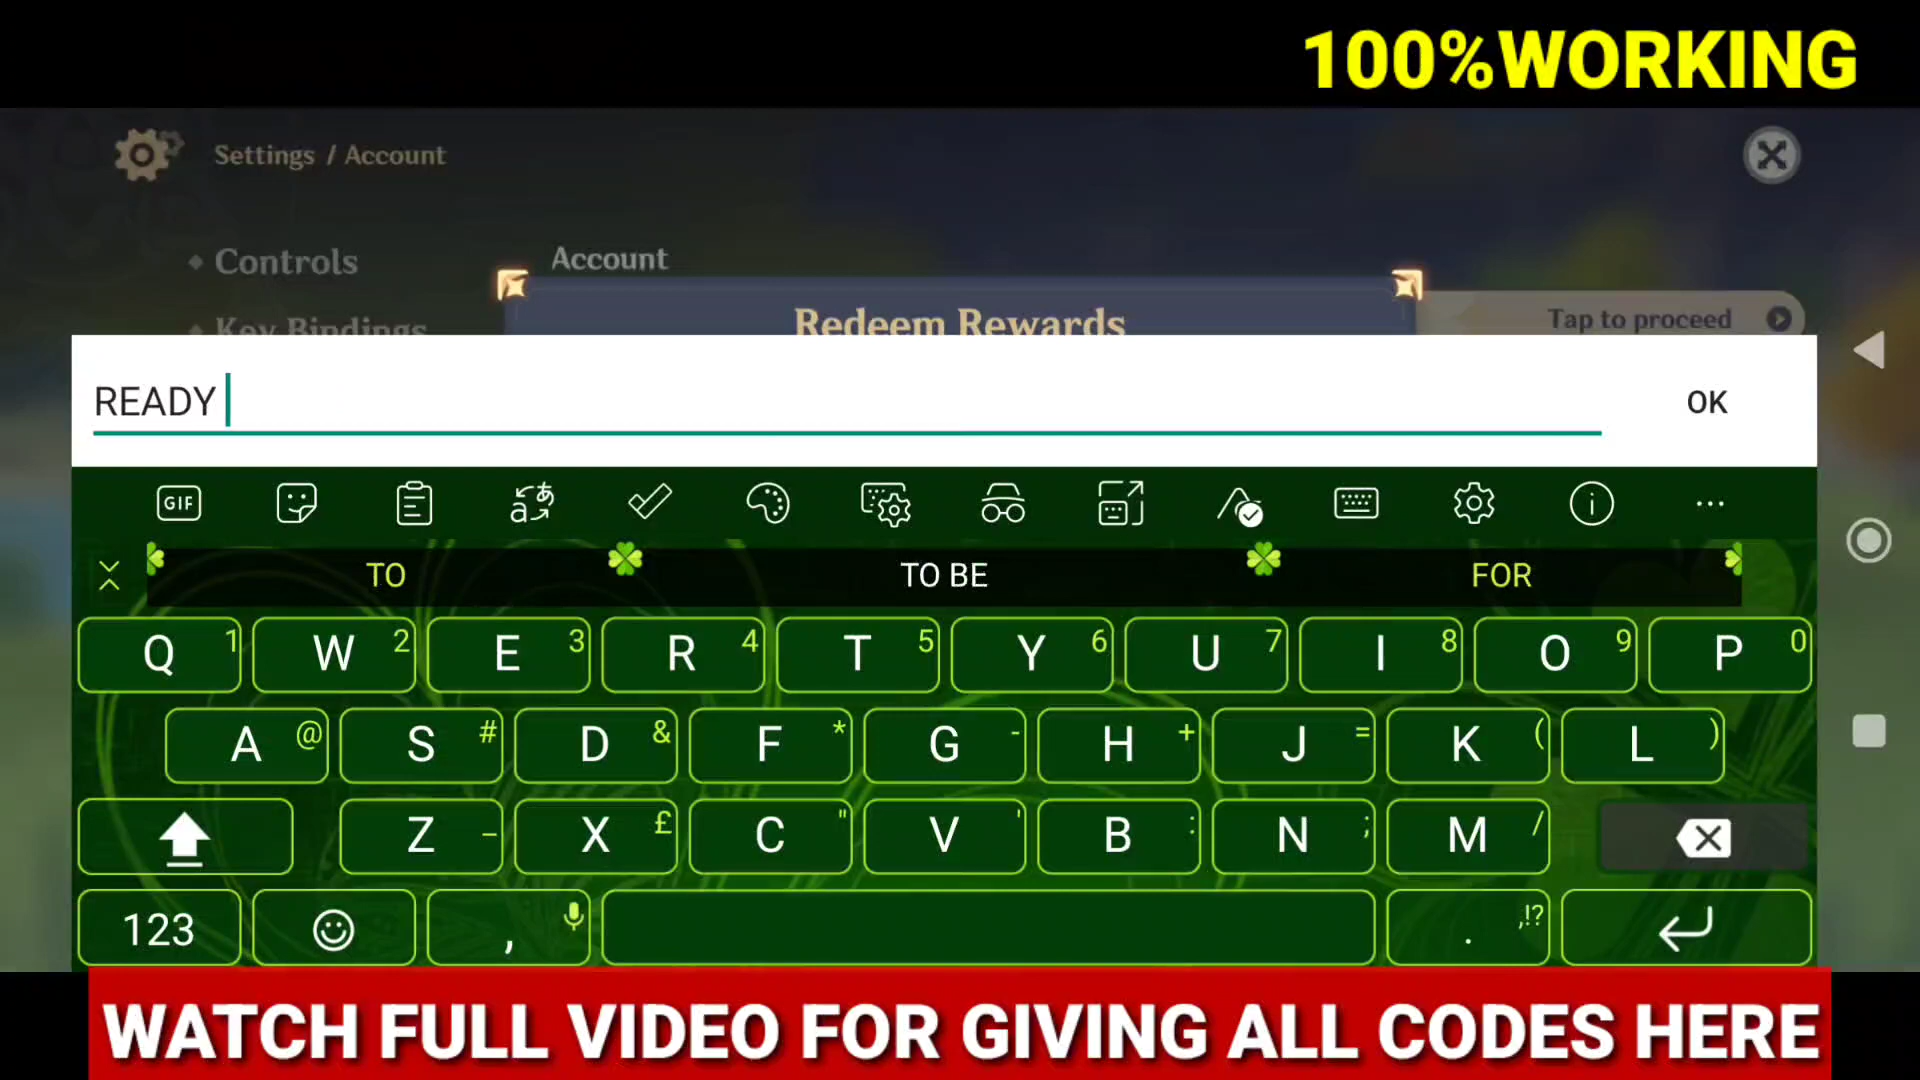 100%WORKING
Settings / Account
Controls
Account
Key Bindings
Redeem Rewards
Tap to proceed
READY
OK
GIF
TO
TO BE
FOR
Q 1 W 2 E 3 R 4 T 5 Y 6 U 7 I 8 O 9 P 0
A @ S # D & F * G - H + J = K ( L )
Z _ X £ C " V ' B : N ; M /
123 , . ,!?
WATCH FULL VIDEO FOR GIVING ALL CODES HERE